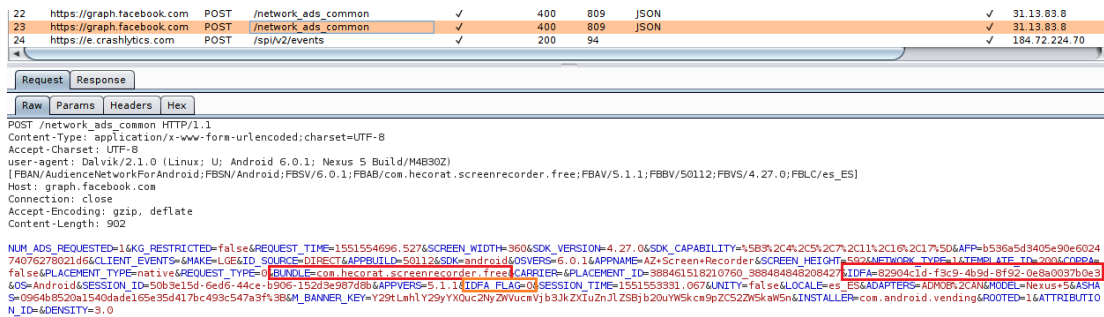 22 https://graph.facebook.com POST /network_ads_common ✓ 400 809 JSON ✓ 31.13.83.8
23 https://graph.facebook.com POST /network_ads_common ✓ 400 809 JSON ✓ 31.13.83.8
24 https://e.crashlytics.com POST /spi/v2/events ✓ 200 94 ✓ 184.72.224.70
Request Response
Raw Params Headers Hex
POST /network_ads_common HTTP/1.1
Content-Type: application/x-www-form-urlencoded;charset=UTF-8
Accept-Charset: UTF-8
user-agent: Dalvik/2.1.0 (Linux; U; Android 6.0.1; Nexus 5 Build/M4B30Z)
[FBAN/AudienceNetworkForAndroid;FBSN/Android;FBSV/6.0.1;FBAB/com.hecorat.screenrecorder.free;FBAV/5.1.1;FBBV/50112;FBVS/4.27.0;FBLC/es_ES]
Host: graph.facebook.com
Connection: close
Accept-Encoding: gzip, deflate
Content-Length: 902
NUM_ADS_REQUESTED=1&KG_RESTRICTED=false&REQUEST_TIME=1551554696.527&SCREEN_WIDTH=360&SDK_VERSION=4.27.0&SDK_CAPABILITY=%5B3%2C4%2C5%2C7%2C11%2C16%2C17%5D&AFP=b536a5d3405e90e6024
74076278021d6&CLIENT_EVENTS=&MAKE=LGE&ID_SOURCE=DIRECT&APPBUILD=50112&SDK=android&OSVERS=6.0.1&APPNAME=AZ+Screen+Recorder&SCREEN_HEIGHT=592&NETWORK_TYPE=1&TEMPLATE_ID=200&COPPA=
false&PLACEMENT_TYPE=native&REQUEST_TYPE=0&BUNDLE=com.hecorat.screenrecorder.free&CARRIER=&PLACEMENT_ID=388461518210760_388484848208427&IDFA=82904c1d-f3c9-4b9d-8f92-0e8a0037b0e3
&OS=Android&SESSION_ID=50b3e15d-6ed6-44ce-b906-152d3e987d8b&APPVERS=5.1.1&IDFA_FLAG=0&SESSION_TIME=1551553331.067&UNITY=false&LOCALE=es_ES&ADAPTERS=ADMOB%2CAN&MODEL=Nexus+5&ASHA
S=0964b8520a1540dade165e35d417bc493c547a3f%3B&M_BANNER_KEY=Y29tLmhlY29yYXQuc2NyZWVucmVjb3JkZXIuZnJlZSBjb20uYW5kcm9pZC52ZW5kaW5n&INSTALLER=com.android.vending&ROOTED=1&ATTRIBUTIO
N_ID=&DENSITY=3.0